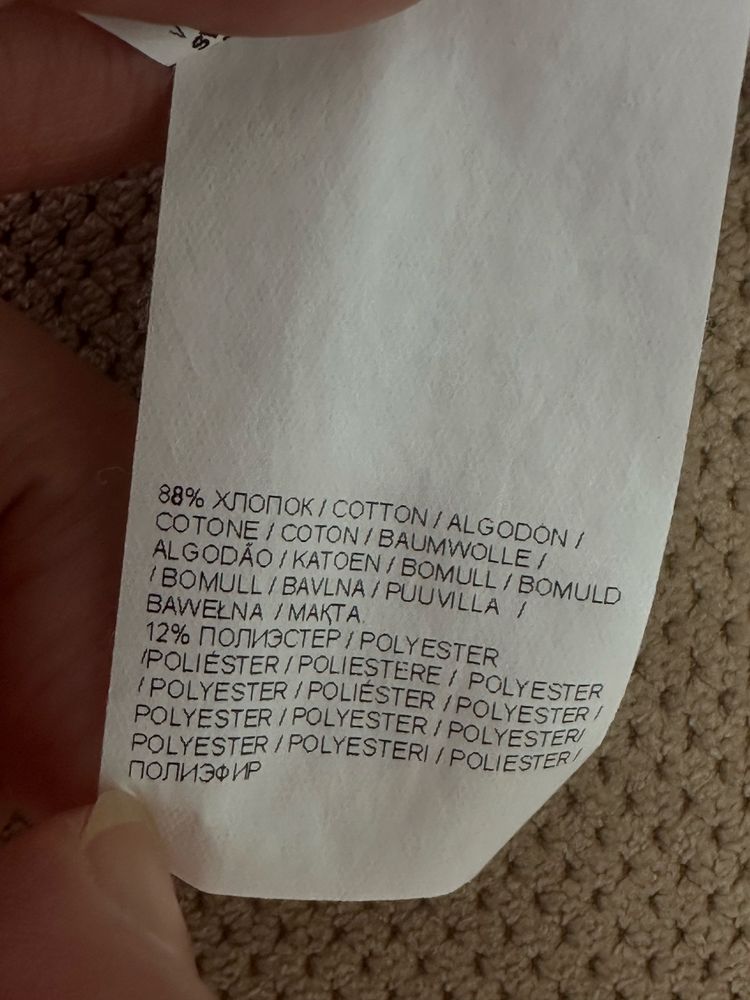 88% ХЛОПОК / COTTON / ALGODÓN /
COTONE / COTON / BAUMWOLLE /
ALGODÃO / KATOEN / BOMULL / BOMULD
/ BOMULL / BAVLNA / PUUVILLA /
BAWEŁNA / МАҚТА
12% ПОЛИЭСТЕР / POLYESTER
/POLIÉSTER / POLIESTERE / POLYESTER
/ POLYESTER / POLIÉSTER / POLYESTER /
POLYESTER / POLYESTER / POLYESTER/
POLYESTER / POLYESTERI / POLIESTER /
ПОЛИЭФИР